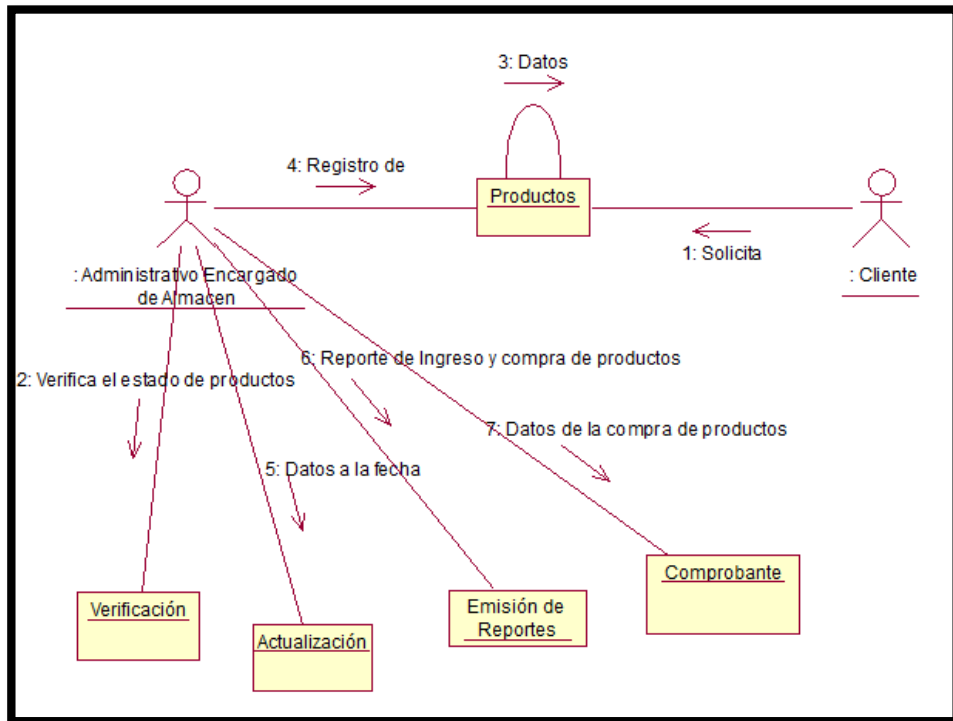 3: Datos
4: Registro de
Productos
1: Solicita
: Administrativo Encargado
de Almacen
: Cliente
6: Reporte de Ingreso y compra de productos
2: Verifica el estado de productos
7: Datos de la compra de productos
5: Datos a la fecha
Verificación
Actualización
Emisión de
Reportes
Comprobante